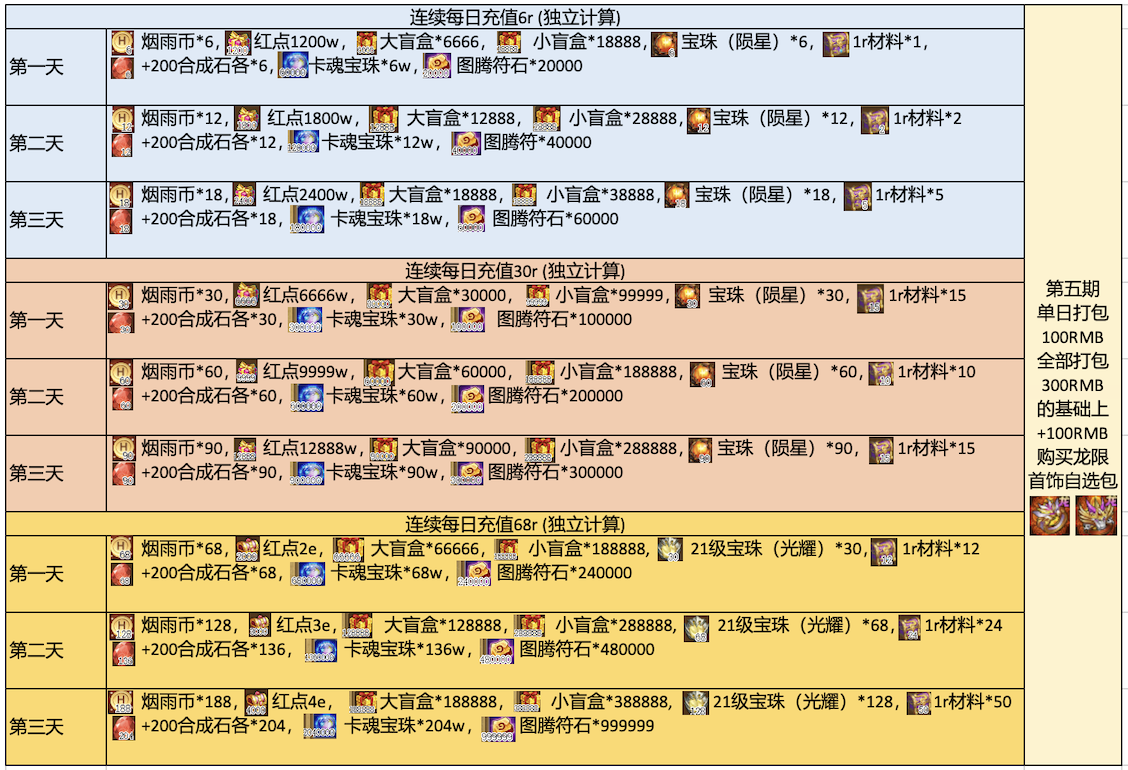 连续每日充值6r (独立计算)
第一天
烟雨币*6, 红点1200w, 大盲盒*6666, 小盲盒*18888, 宝珠（陨星）*6, 1r材料*1,
+200合成石各*6, 卡魂宝珠*6w, 图腾符石*20000
第二天
烟雨币*12, 红点1800w, 大盲盒*12888, 小盲盒*28888, 宝珠（陨星）*12, 1r材料*2
+200合成石各*12, 卡魂宝珠*12w, 图腾符*40000
第三天
烟雨币*18, 红点2400w, 大盲盒*18888, 小盲盒*38888, 宝珠（陨星）*18, 1r材料*5
+200合成石各*18, 卡魂宝珠*18w, 图腾符石*60000
连续每日充值30r (独立计算)
第一天
烟雨币*30, 红点6666w, 大盲盒*30000, 小盲盒*99999, 宝珠（陨星）*30, 1r材料*15
+200合成石各*30, 卡魂宝珠*30w, 图腾符石*100000
第二天
烟雨币*60, 红点9999w, 大盲盒*60000, 小盲盒*188888, 宝珠（陨星）*60, 1r材料*10
+200合成石各*60, 卡魂宝珠*60w, 图腾符石*200000
第三天
烟雨币*90, 红点12888w, 大盲盒*90000, 小盲盒*288888, 宝珠（陨星）*90, 1r材料*15
+200合成石各*90, 卡魂宝珠*90w, 图腾符石*300000
连续每日充值68r (独立计算)
第一天
烟雨币*68, 红点2e, 大盲盒*66666, 小盲盒*188888, 21级宝珠（光耀）*30, 1r材料*12
+200合成石各*68, 卡魂宝珠*68w, 图腾符石*240000
第二天
烟雨币*128, 红点3e, 大盲盒*128888, 小盲盒*288888, 21级宝珠（光耀）*68, 1r材料*24
+200合成石各*136, 卡魂宝珠*136w, 图腾符石*480000
第三天
烟雨币*188, 红点4e, 大盲盒*188888, 小盲盒*388888, 21级宝珠（光耀）*128, 1r材料*50
+200合成石各*204, 卡魂宝珠*204w, 图腾符石*999999
第五期
单日打包
100RMB
全部打包
300RMB
的基础上
+100RMB
购买龙限
首饰自选包